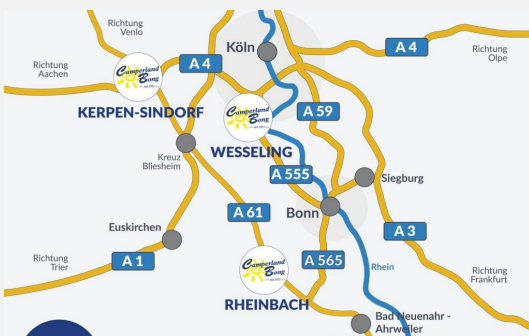 Richtung
Venlo
Köln
A 4
Richtung
Olpe
Richtung
Aachen
Camperland
Bong
A 4
KERPEN-SINDORF
Camperland
Bong
A 59
WESSELING
Kreuz
Bliesheim
A 555
Siegburg
A 61
Bonn
Euskirchen
A 3
Richtung
Trier
A 1
Camperland
Bong
A 565
Rhein
Richtung
Frankfurt
RHEINBACH
Bad Neuenahr -
Ahrweiler